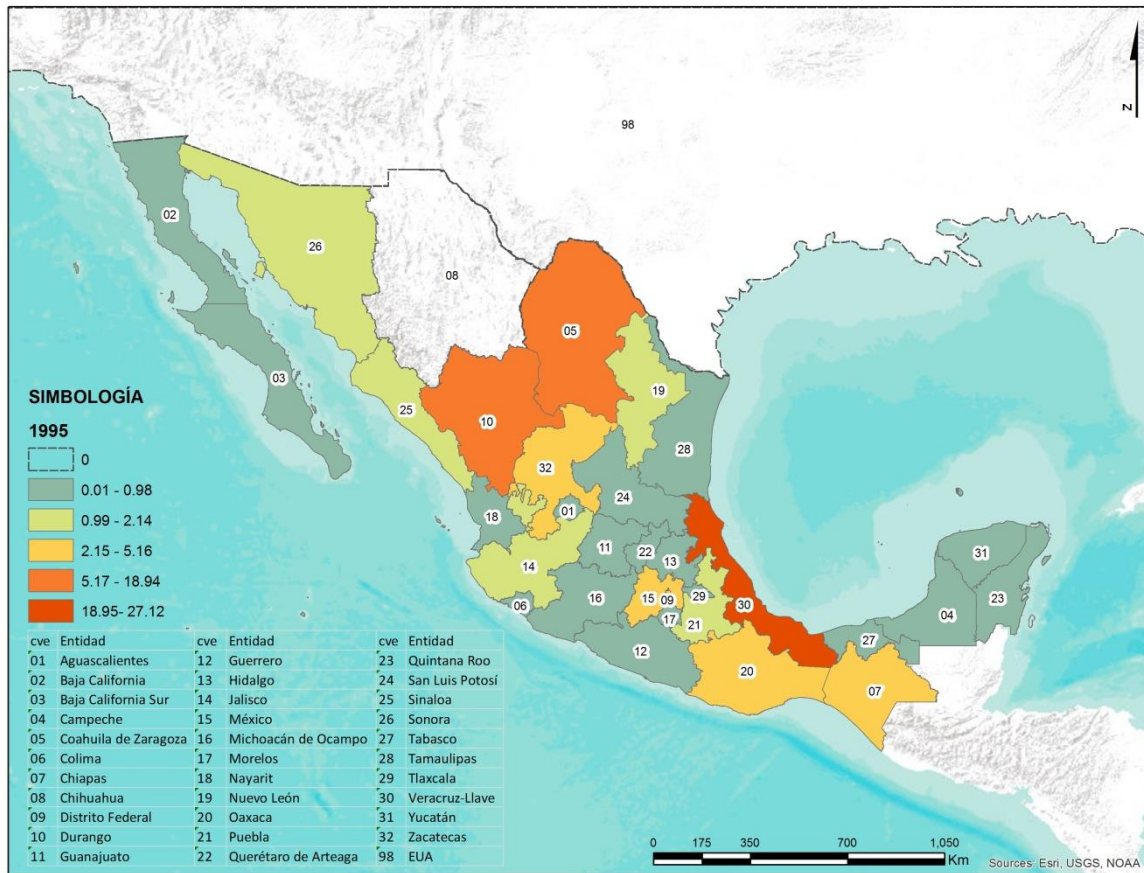 N
98
02
26
08
05
03
19
25
10
28
32
24
01
18
31
11
22
13
14
23
15
09
29
30
16
04
06
17
21
27
12
20
07
SIMBOLOGÍA
1995
0
0.01 - 0.98
0.99 - 2.14
2.15 - 5.16
5.17 - 18.94
18.95- 27.12
cve Entidad cve Entidad cve Entidad
01 Aguascalientes 12 Guerrero 23 Quintana Roo
02 Baja California 13 Hidalgo 24 San Luis Potosí
03 Baja California Sur 14 Jalisco 25 Sinaloa
04 Campeche 15 México 26 Sonora
05 Coahuila de Zaragoza 16 Michoacán de Ocampo 27 Tabasco
06 Colima 17 Morelos 28 Tamaulipas
07 Chiapas 18 Nayarit 29 Tlaxcala
08 Chihuahua 19 Nuevo León 30 Veracruz-Llave
09 Distrito Federal 20 Oaxaca 31 Yucatán
10 Durango 21 Puebla 32 Zacatecas
11 Guanajuato 22 Querétaro de Arteaga 98 EUA
0 175 350 700 1,050
Km
Sources: Esri, USGS, NOAA